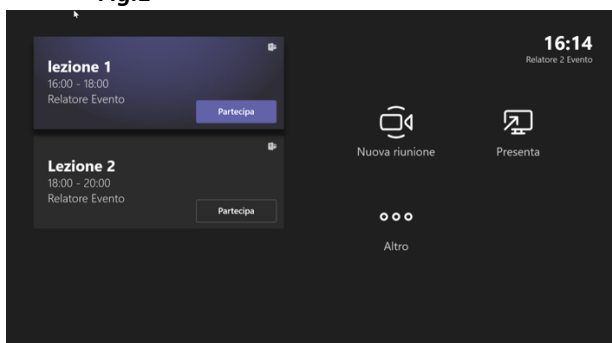 lezione 1
16:00 - 18:00
Relatore Evento
Partecipa
Lezione 2
18:00 - 20:00
Relatore Evento
Partecipa
16:14
Relatore 2 Evento
Nuova riunione
Presenta
Altro